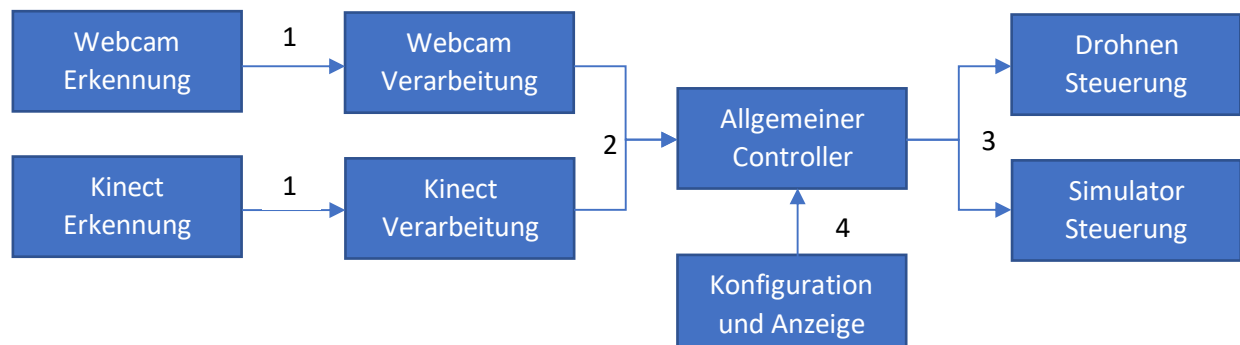 Webcam
Erkennung
1
Webcam
Verarbeitung
Kinect
Erkennung
1
Kinect
Verarbeitung
2
Allgemeiner
Controller
3
Drohnen
Steuerung
Simulator
Steuerung
4
Konfiguration
und Anzeige